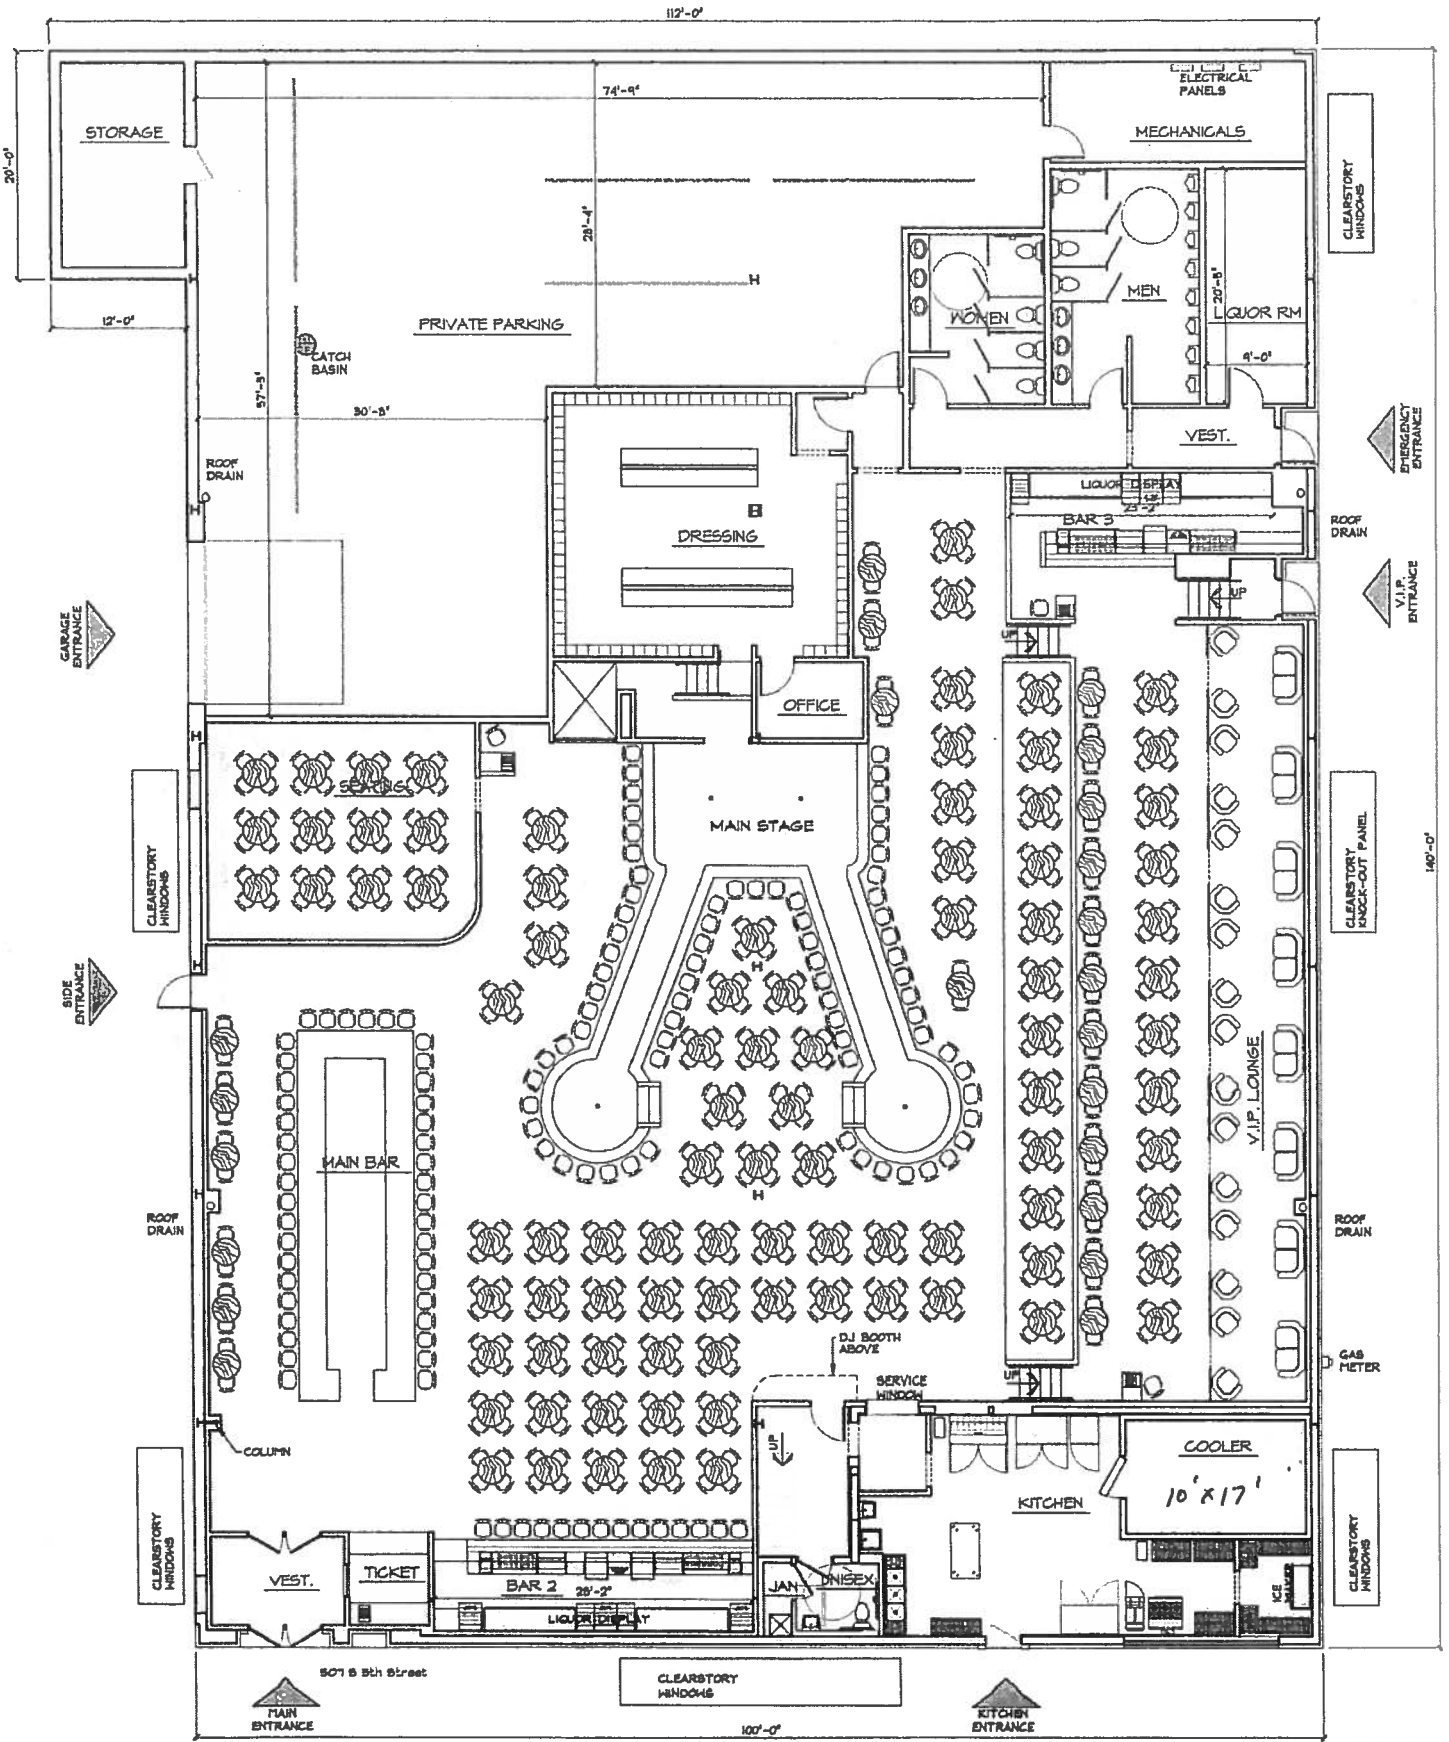 112'-0"
ELECTRICAL
PANELS
74'-9"
STORAGE
MECHANICALS
20'-0"
CLEARSTORY
WINDOWS
28'-4"
MEN
20'-8"
WOMEN
LIQUOR RM
12'-0"
PRIVATE PARKING
CATCH
BASIN
9'-0"
57'-3"
30'-8"
VEST.
EMERGENCY
ENTRANCE
ROOF
DRAIN
LIQUOR DISPLAY
23'-2"
BAR 3
ROOF
DRAIN
DRESSING
UP
V.I.P.
ENTRANCE
GARAGE
ENTRANCE
UP
OFFICE
SEATING
MAIN STAGE
CLEARSTORY
WINDOWS
CLEARSTORY
KNOCK-OUT PANEL
140'-0"
SIDE
ENTRANCE
V.I.P. LOUNGE
MAIN BAR
ROOF
DRAIN
ROOF
DRAIN
DJ BOOTH
ABOVE
GAS
METER
SERVICE
WINDOW
UP
UP
COLUMN
COOLER
10' x 17'
KITCHEN
CLEARSTORY
WINDOWS
CLEARSTORY
WINDOWS
VEST.
TICKET
BAR 2
28'-2"
LIQUOR DISPLAY
JAN
UNISEX
ICE
507 S 5th Street
CLEARSTORY
WINDOWS
MAIN
ENTRANCE
KITCHEN
ENTRANCE
100'-0"